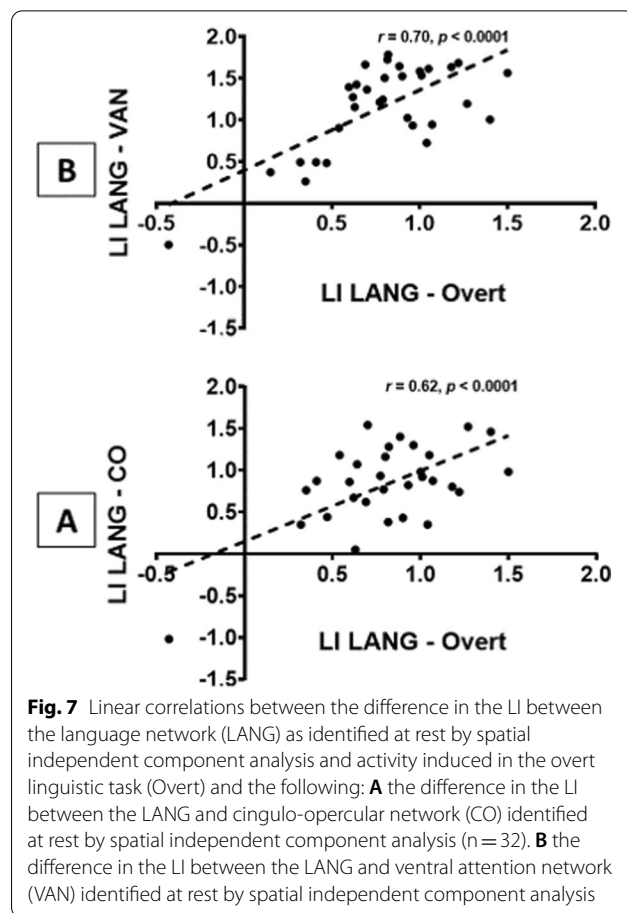 2.0
r = 0.70, p < 0.0001
1.5
1.0
0.5
B
LI LANG - VAN
-0.5
0.5
1.0
1.5
2.0
-0.5
-1.0
-1.5
LI LANG - Overt
2.0
r = 0.62, p < 0.0001
1.5
1.0
0.5
A
LI LANG - CO
-0.5
0.5
1.0
1.5
2.0
-0.5
-1.0
-1.5
LI LANG - Overt
Fig. 7 Linear correlations between the difference in the LI between
the language network (LANG) as identified at rest by spatial
independent component analysis and activity induced in the overt
linguistic task (Overt) and the following: A the difference in the LI
between the LANG and cingulo-opercular network (CO) identified
at rest by spatial independent component analysis (n = 32). B the
difference in the LI between the LANG and ventral attention network
(VAN) identified at rest by spatial independent component analysis